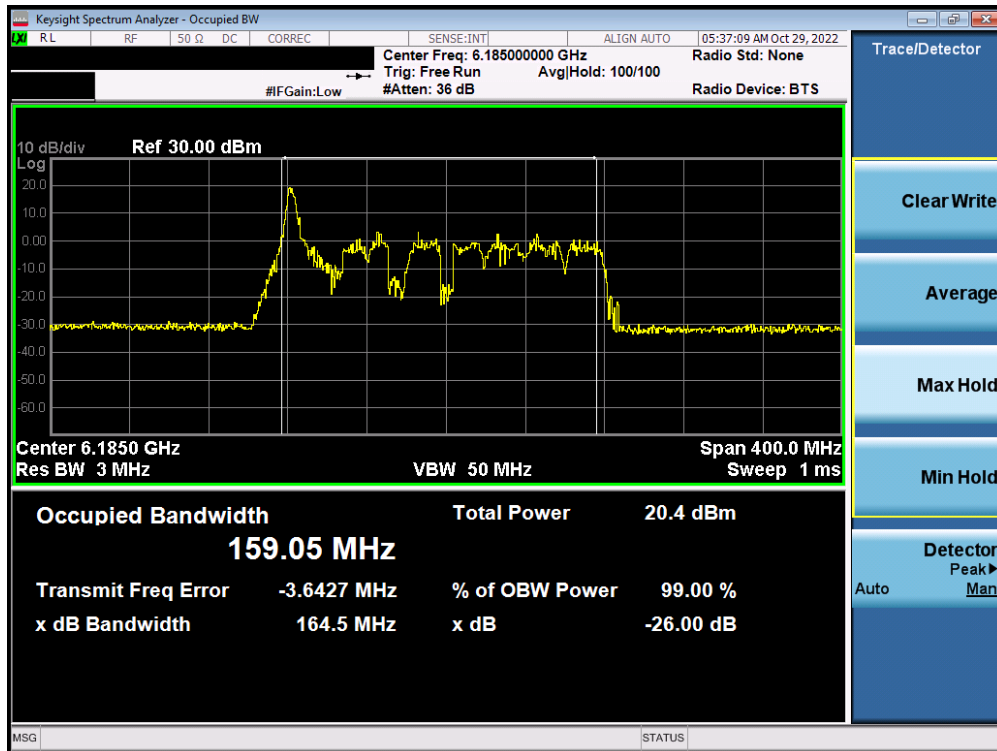 Keysight Spectrum Analyzer - Occupied BW
LXI RL RF 50 Ω DC CORREC SENSE:INT ALIGN AUTO 05:37:09 AM Oct 29, 2022
Center Freq: 6.185000000 GHz Radio Std: None
Trig: Free Run Avg|Hold: 100/100
#IFGain:Low #Atten: 36 dB Radio Device: BTS
Trace/Detector
10 dB/div Ref 30.00 dBm
Log
20.0
10.0
0.00
-10.0
-20.0
-30.0
-40.0
-50.0
-60.0
Center 6.1850 GHz Span 400.0 MHz
Res BW 3 MHz VBW 50 MHz Sweep 1 ms
Occupied Bandwidth Total Power 20.4 dBm
159.05 MHz
Transmit Freq Error -3.6427 MHz % of OBW Power 99.00 %
x dB Bandwidth 164.5 MHz x dB -26.00 dB
Clear Write
Average
Max Hold
Min Hold
Detector
Peak▶
Auto Man
MSG STATUS